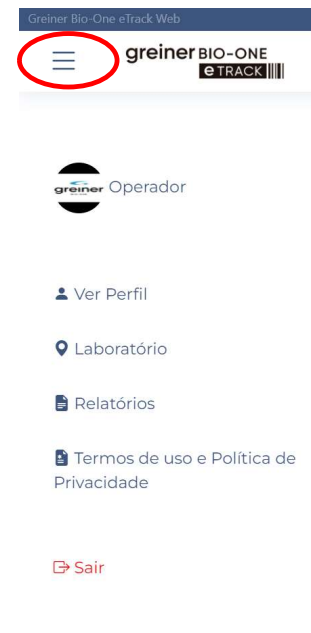 Greiner Bio-One eTrack Web
greiner BIO-ONE
eTRACK
greiner Operador
Ver Perfil
Laboratório
Relatórios
Termos de uso e Política de
Privacidade
Sair